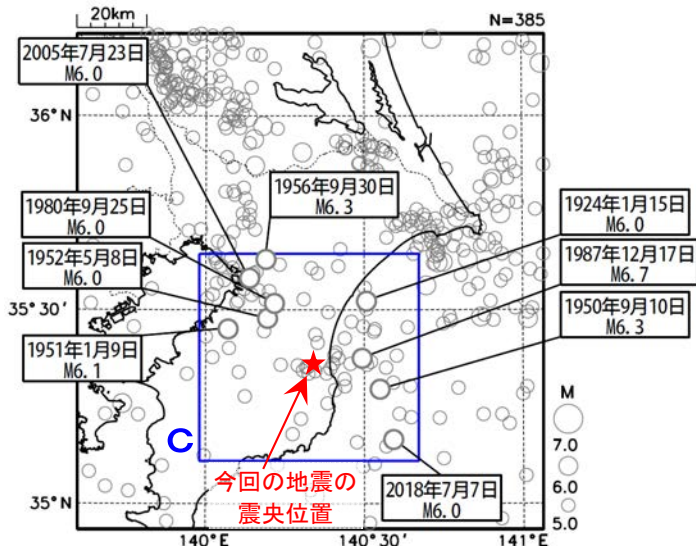 20km
N=385
2005年7月23日
M6.0
36°N
1956年9月30日
M6.3
1980年9月25日
M6.0
1924年1月15日
M6.0
1952年5月8日
M6.0
1987年12月17日
M6.7
35°30′
1950年9月10日
M6.3
1951年1月9日
M6.1
M
7.0
6.0
5.0
C
今回の地震の
震央位置
2018年7月7日
M6.0
35°N
140°E
140°30′
141°E